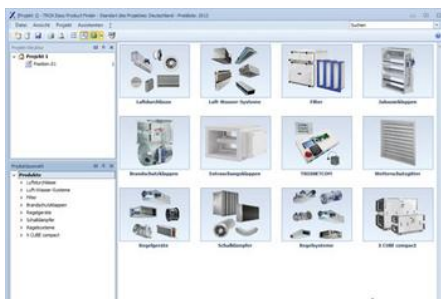 [Projekt 1] - TROX Easy Product Finder - Standort des Projektes: Deutschland - Preisliste: 2013
Datei Ansicht Projekt Assistenten ?
Suchen
Projekt 1
Position 01
1
Produkte
Luftdurchlässe
Luft-Wasser-Systeme
Filter
Brandschutzklappen
Regelgeräte
Schalldämpfer
Regelsysteme
X-CUBE compact
Luftdurchlässe
Luft-Wasser-Systeme
Filter
Jalousieklappen
Brandschutzklappen
Entrauchungsklappen
TROXNETCOM
Wetterschutzgitter
Regelgeräte
Schalldämpfer
Regelsysteme
X-CUBE compact